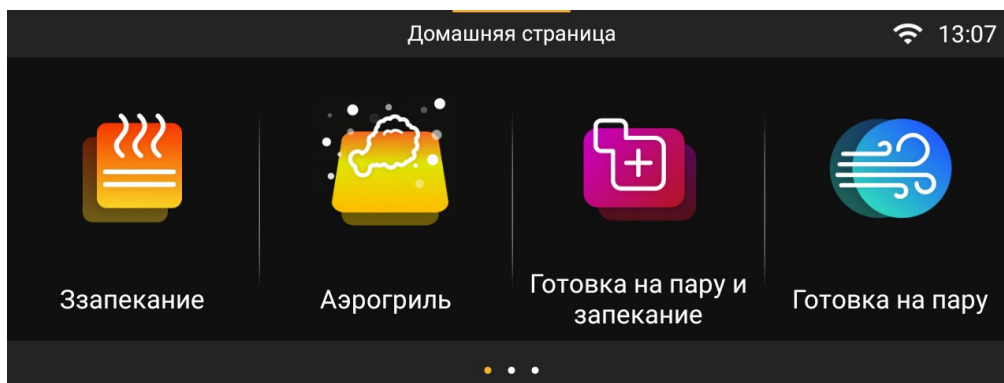 Домашняя страница
13:07
Ззапекание
Аэрогриль
Готовка на пару и
запекание
Готовка на пару